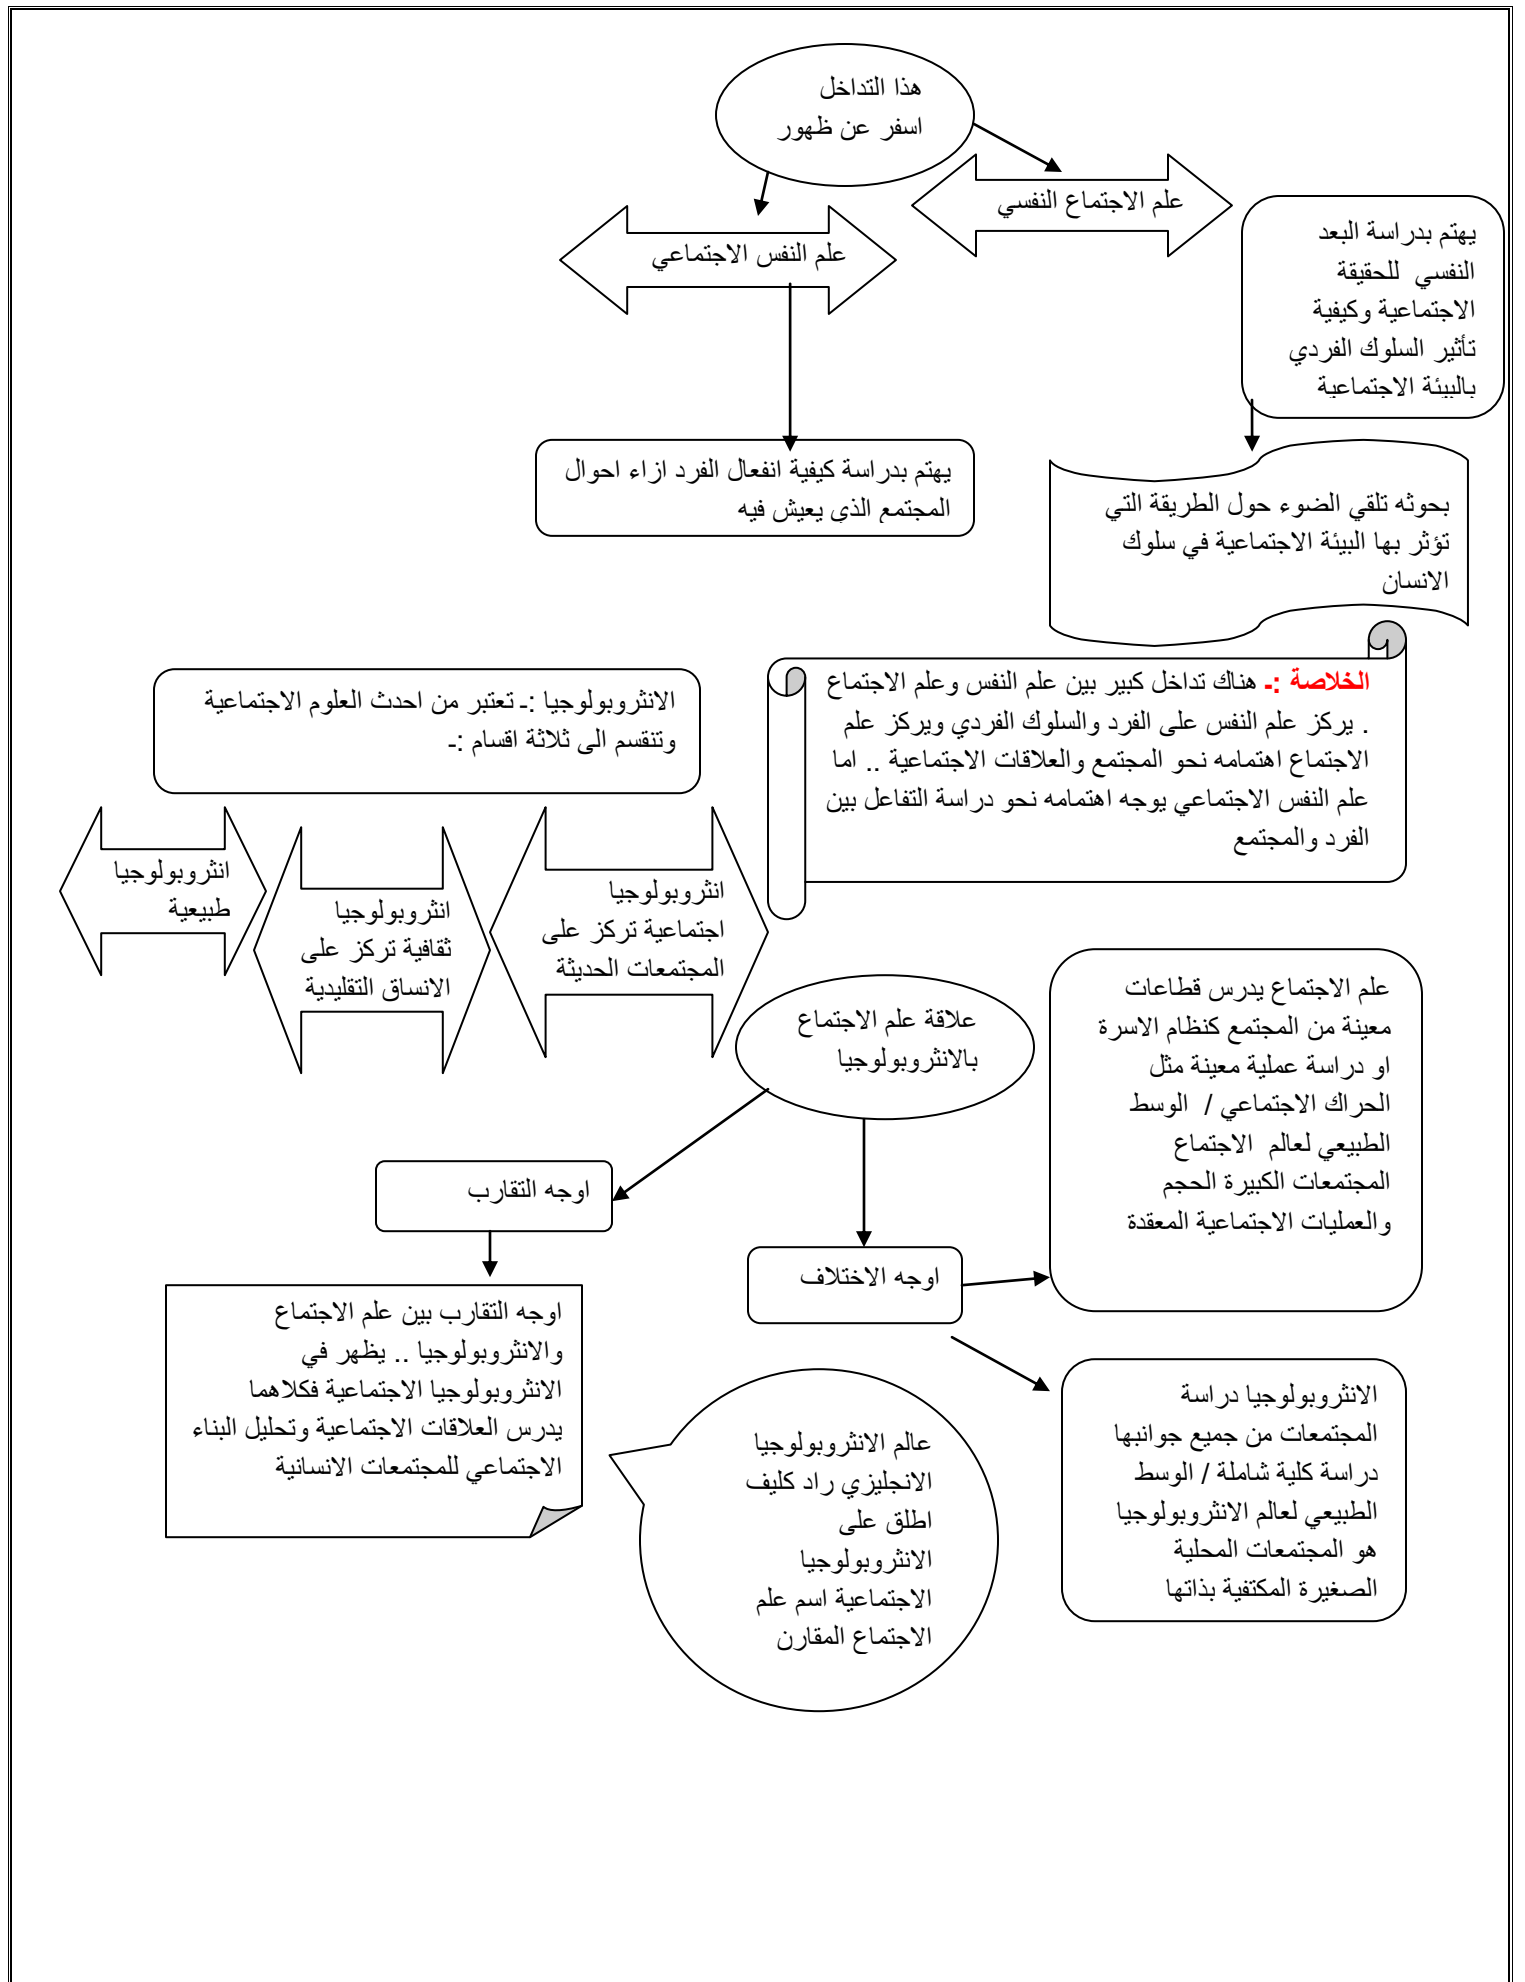 هذا التداخل
اسفر عن ظهور
علم الاجتماع النفسي
علم النفس الاجتماعي
يهتم بدراسة البعد
النفسي للحقيقة
الاجتماعية وكيفية
تأثير السلوك الفردي
بالبيئة الاجتماعية
يهتم بدراسة كيفية انفعال الفرد ازاء احوال
المجتمع الذي يعيش فيه
بحوثه تلقي الضوء حول الطريقة التي
تؤثر بها البيئة الاجتماعية في سلوك
الانسان
الخلاصة :ـ هناك تداخل كبير بين علم النفس وعلم الاجتماع
. يركز علم النفس على الفرد والسلوك الفردي ويركز علم
الاجتماع اهتمامه نحو المجتمع والعلاقات الاجتماعية .. اما
علم النفس الاجتماعي يوجه اهتمامه نحو دراسة التفاعل بين
الفرد والمجتمع
الانثروبولوجيا :ـ تعتبر من احدث العلوم الاجتماعية
وتنقسم الى ثلاثة اقسام :ـ
انثروبولوجيا
اجتماعية تركز على
المجتمعات الحديثة
انثروبولوجيا
ثقافية تركز على
الانساق التقليدية
انثروبولوجيا
طبيعية
علاقة علم الاجتماع
بالانثروبولوجيا
علم الاجتماع يدرس قطاعات
معينة من المجتمع كنظام الاسرة
او دراسة عملية معينة مثل
الحراك الاجتماعي / الوسط
الطبيعي لعالم الاجتماع
المجتمعات الكبيرة الحجم
والعمليات الاجتماعية المعقدة
اوجه التقارب
اوجه الاختلاف
اوجه التقارب بين علم الاجتماع
والانثروبولوجيا .. يظهر في
الانثروبولوجيا الاجتماعية فكلاهما
يدرس العلاقات الاجتماعية وتحليل البناء
الاجتماعي للمجتمعات الانسانية
الانثروبولوجيا دراسة
المجتمعات من جميع جوانبها
دراسة كلية شاملة / الوسط
الطبيعي لعالم الانثروبولوجيا
هو المجتمعات المحلية
الصغيرة المكتفية بذاتها
عالم الانثروبولوجيا
الانجليزي راد كليف
اطلق على
الانثروبولوجيا
الاجتماعية اسم علم
الاجتماع المقارن